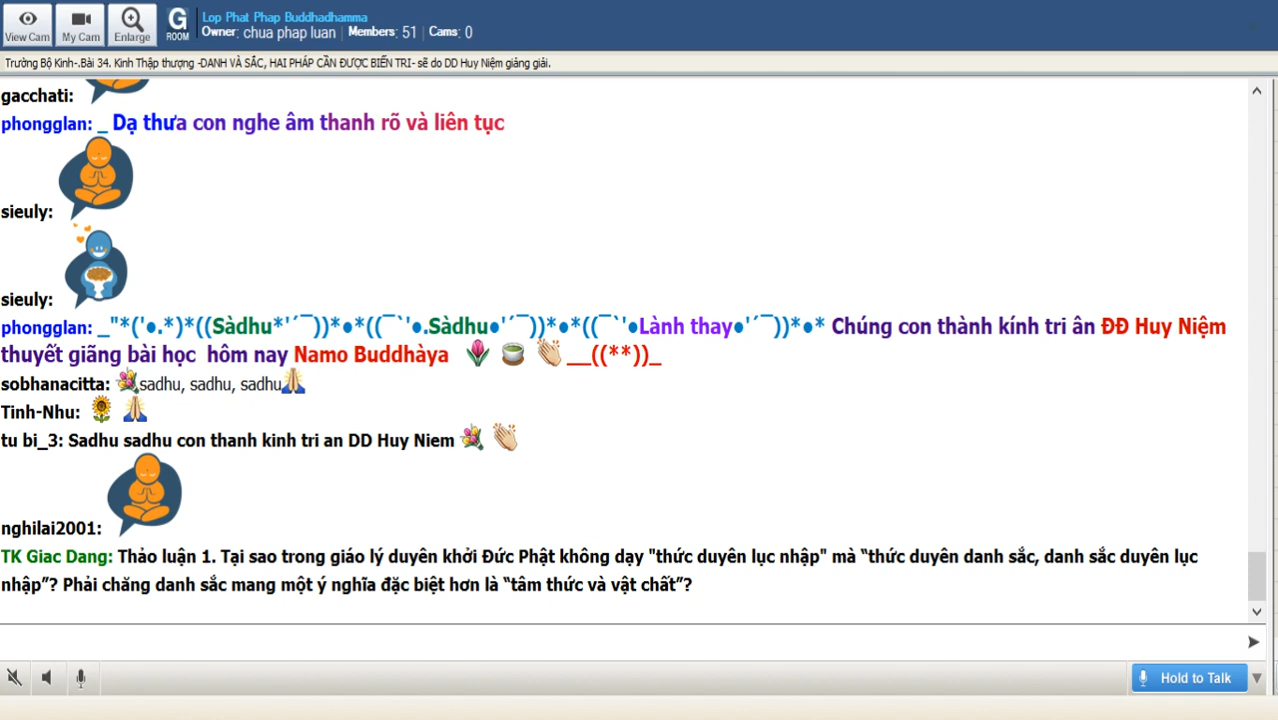 View Cam
My Cam
Enlarge
G
ROOM
Lop Phat Phap Buddhadhamma
Owner: chua phap luan | Members: 51 | Cams: 0
Trường Bộ Kinh-.Bài 34. Kinh Thập thượng -DANH VÀ SẮC, HAI PHÁP CẦN ĐƯỢC BIẾN TRI- sẽ do DD Huy Niệm giảng giải.
gacchati:
phongglan: _ Dạ thưa con nghe âm thanh rõ và liên tục
sieuly:
sieuly:
phongglan: _"*('●.*)*((Sàdhu*'´¯))*●*((¯`'●.Sàdhu●'´¯))*●*((¯`'●Lành thay●'´¯))*●* Chúng con thành kính tri ân ĐĐ Huy Niệm
thuyết giãng bài học hôm nay Namo Buddhàya __((**))_
sobhanacitta: sadhu, sadhu, sadhu
Tinh-Nhu:
tu bi_3: Sadhu sadhu con thanh kinh tri an DD Huy Niem
nghilai2001:
TK Giac Dang: Thảo luận 1. Tại sao trong giáo lý duyên khởi Đức Phật không dạy "thức duyên lục nhập" mà “thức duyên danh sắc, danh sắc duyên lục
nhập”? Phải chăng danh sắc mang một ý nghĩa đặc biệt hơn là “tâm thức và vật chất”?
Hold to Talk